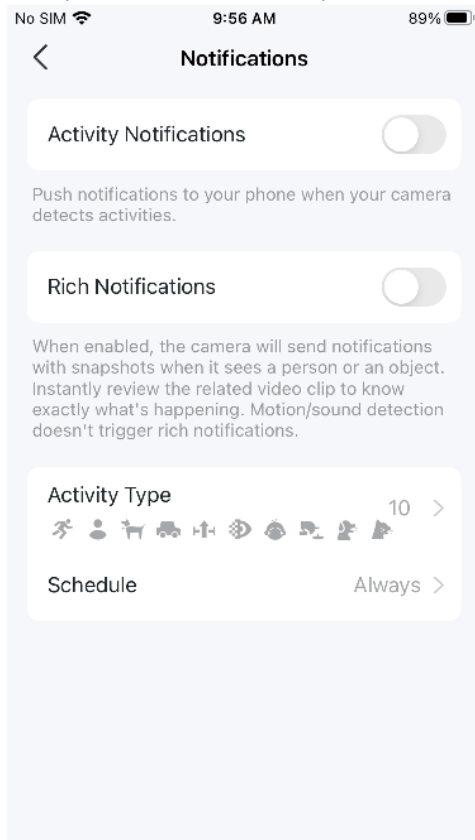 No SIM 9:56 AM 89%
Notifications
Activity Notifications
Push notifications to your phone when your camera
detects activities.
Rich Notifications
When enabled, the camera will send notifications
with snapshots when it sees a person or an object.
Instantly review the related video clip to know
exactly what's happening. Motion/sound detection
doesn't trigger rich notifications.
Activity Type 10 >
Schedule Always >